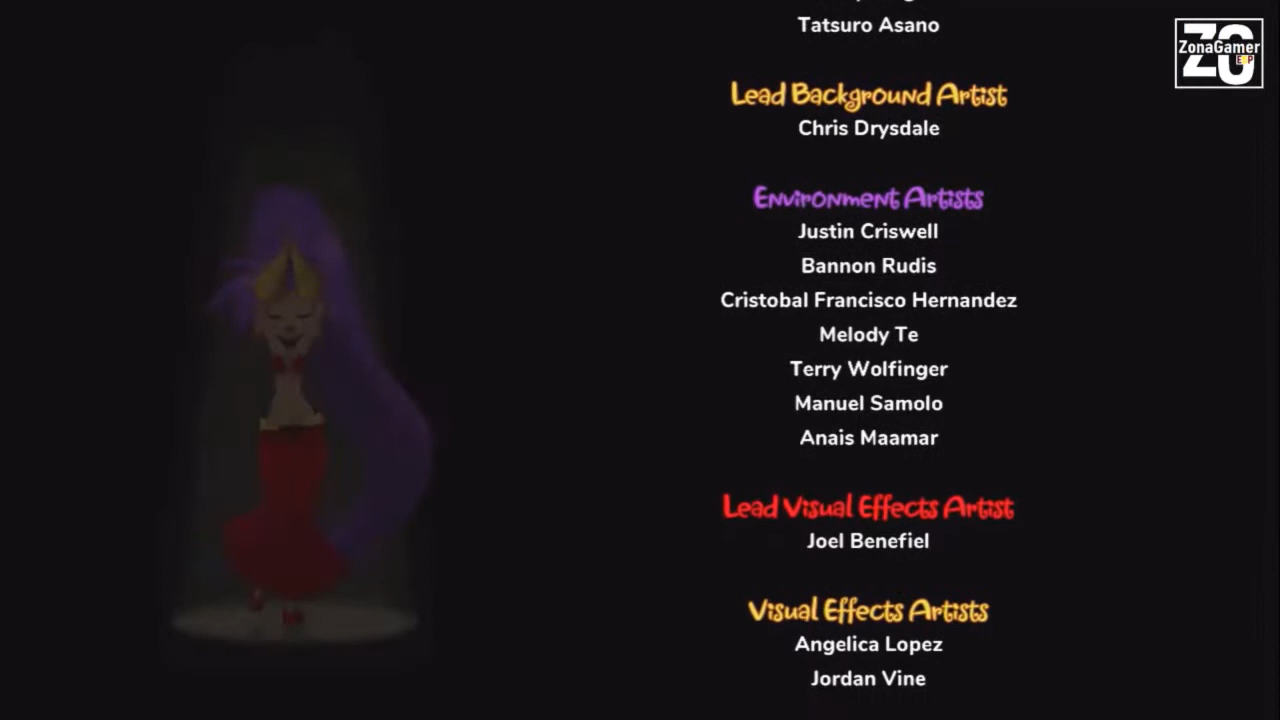 Tatsuro Asano
Lead Background Artist
Chris Drysdale
Environment Artists
Justin Criswell
Bannon Rudis
Cristobal Francisco Hernandez
Melody Te
Terry Wolfinger
Manuel Samolo
Anais Maamar
Lead Visual Effects Artist
Joel Benefiel
Visual Effects Artists
Angelica Lopez
Jordan Vine
ZG
ZonaGamer
ESP